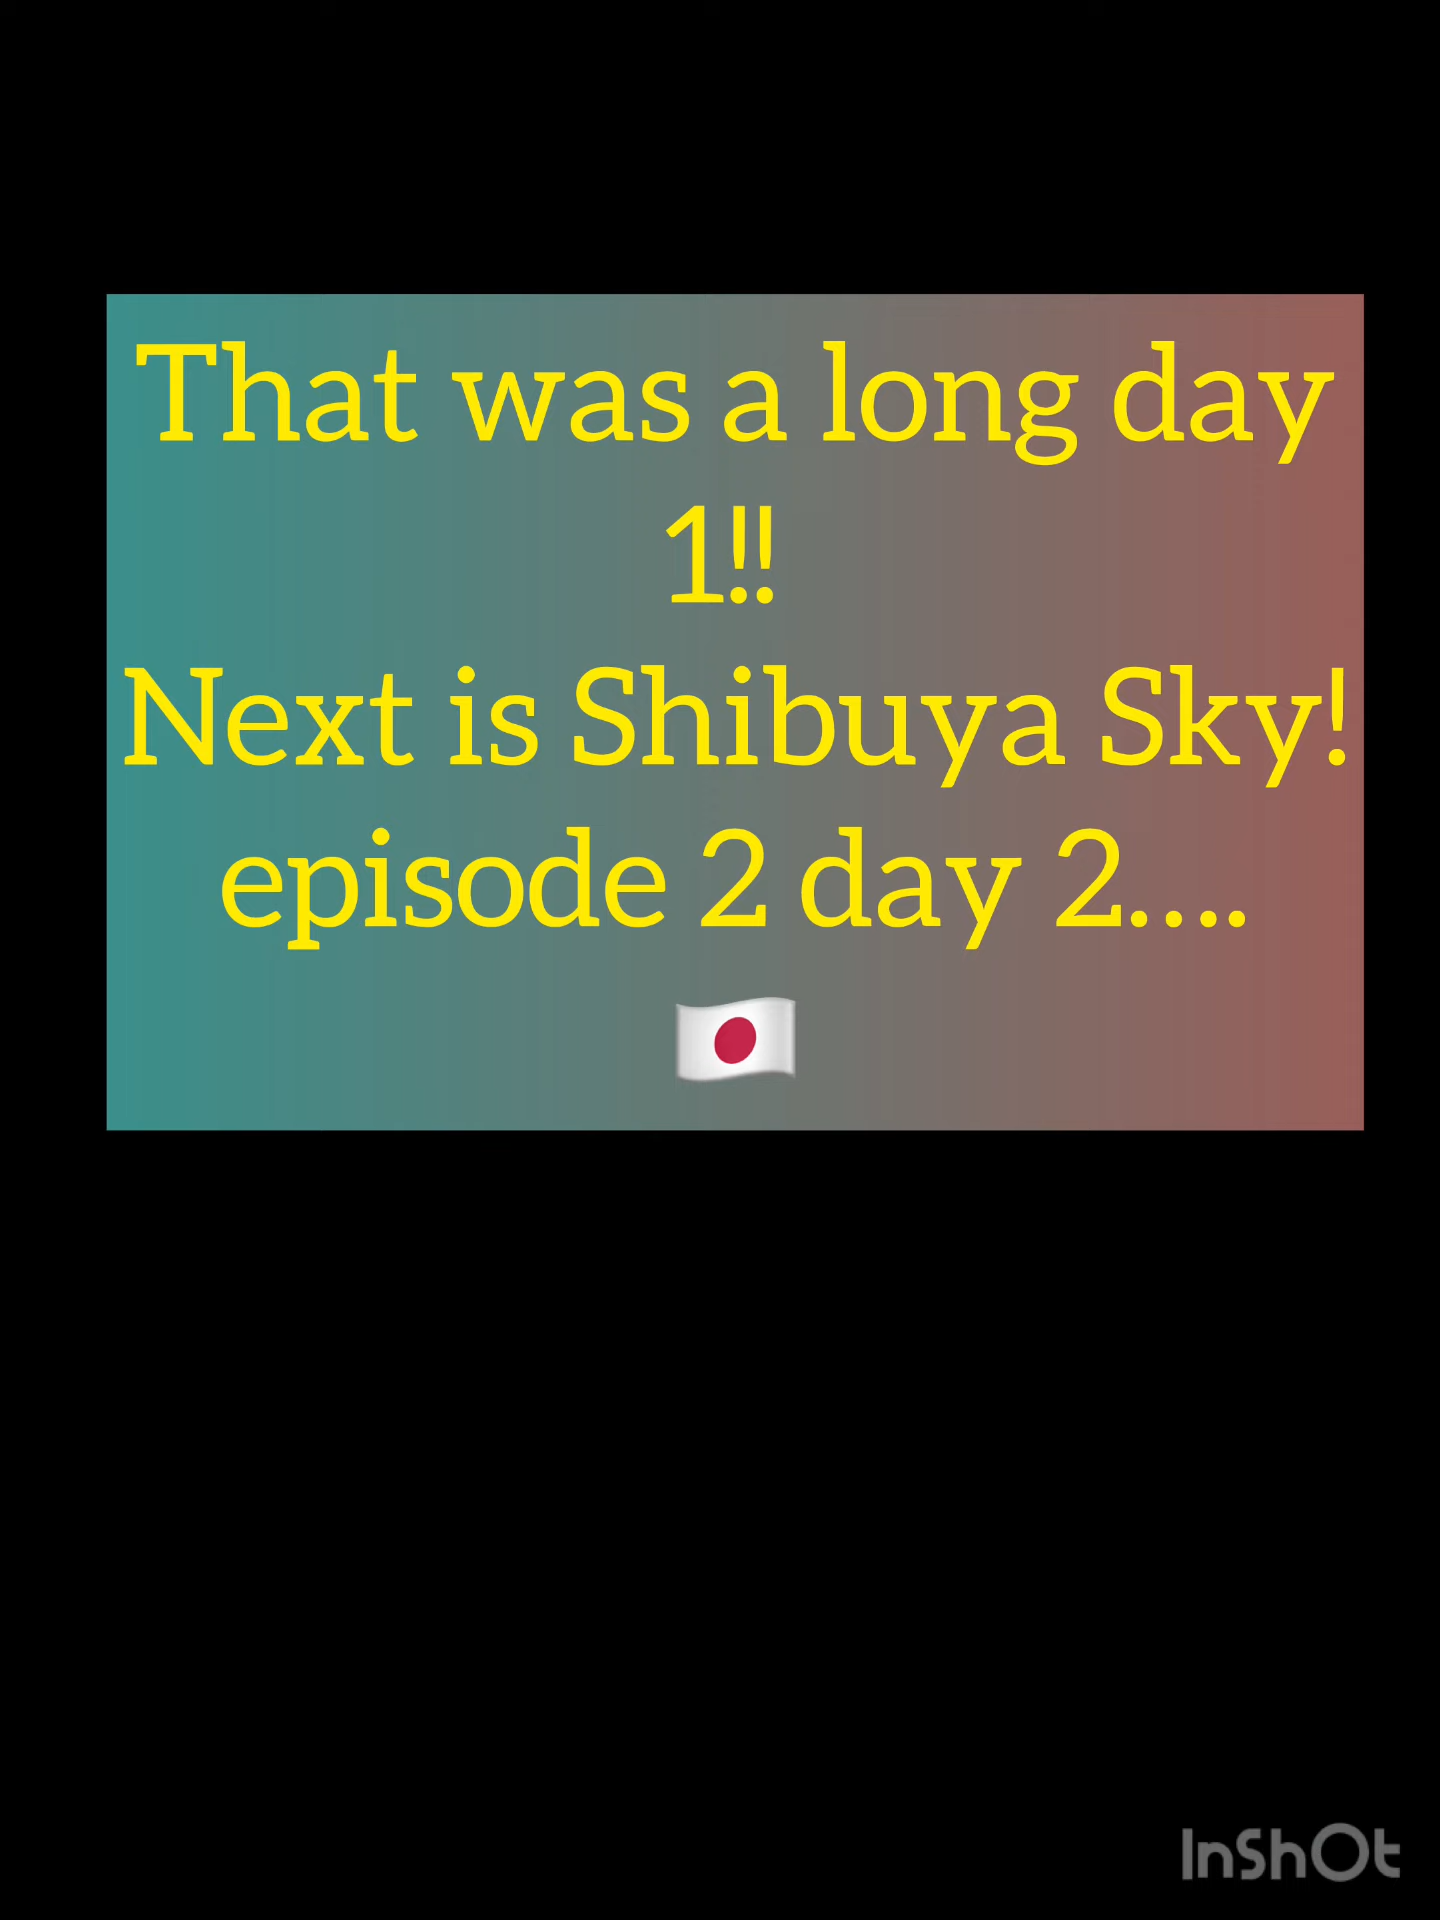 That was a long day
1!!
Next is Shibuya Sky!
episode 2 day 2....
🇯🇵
InShOt